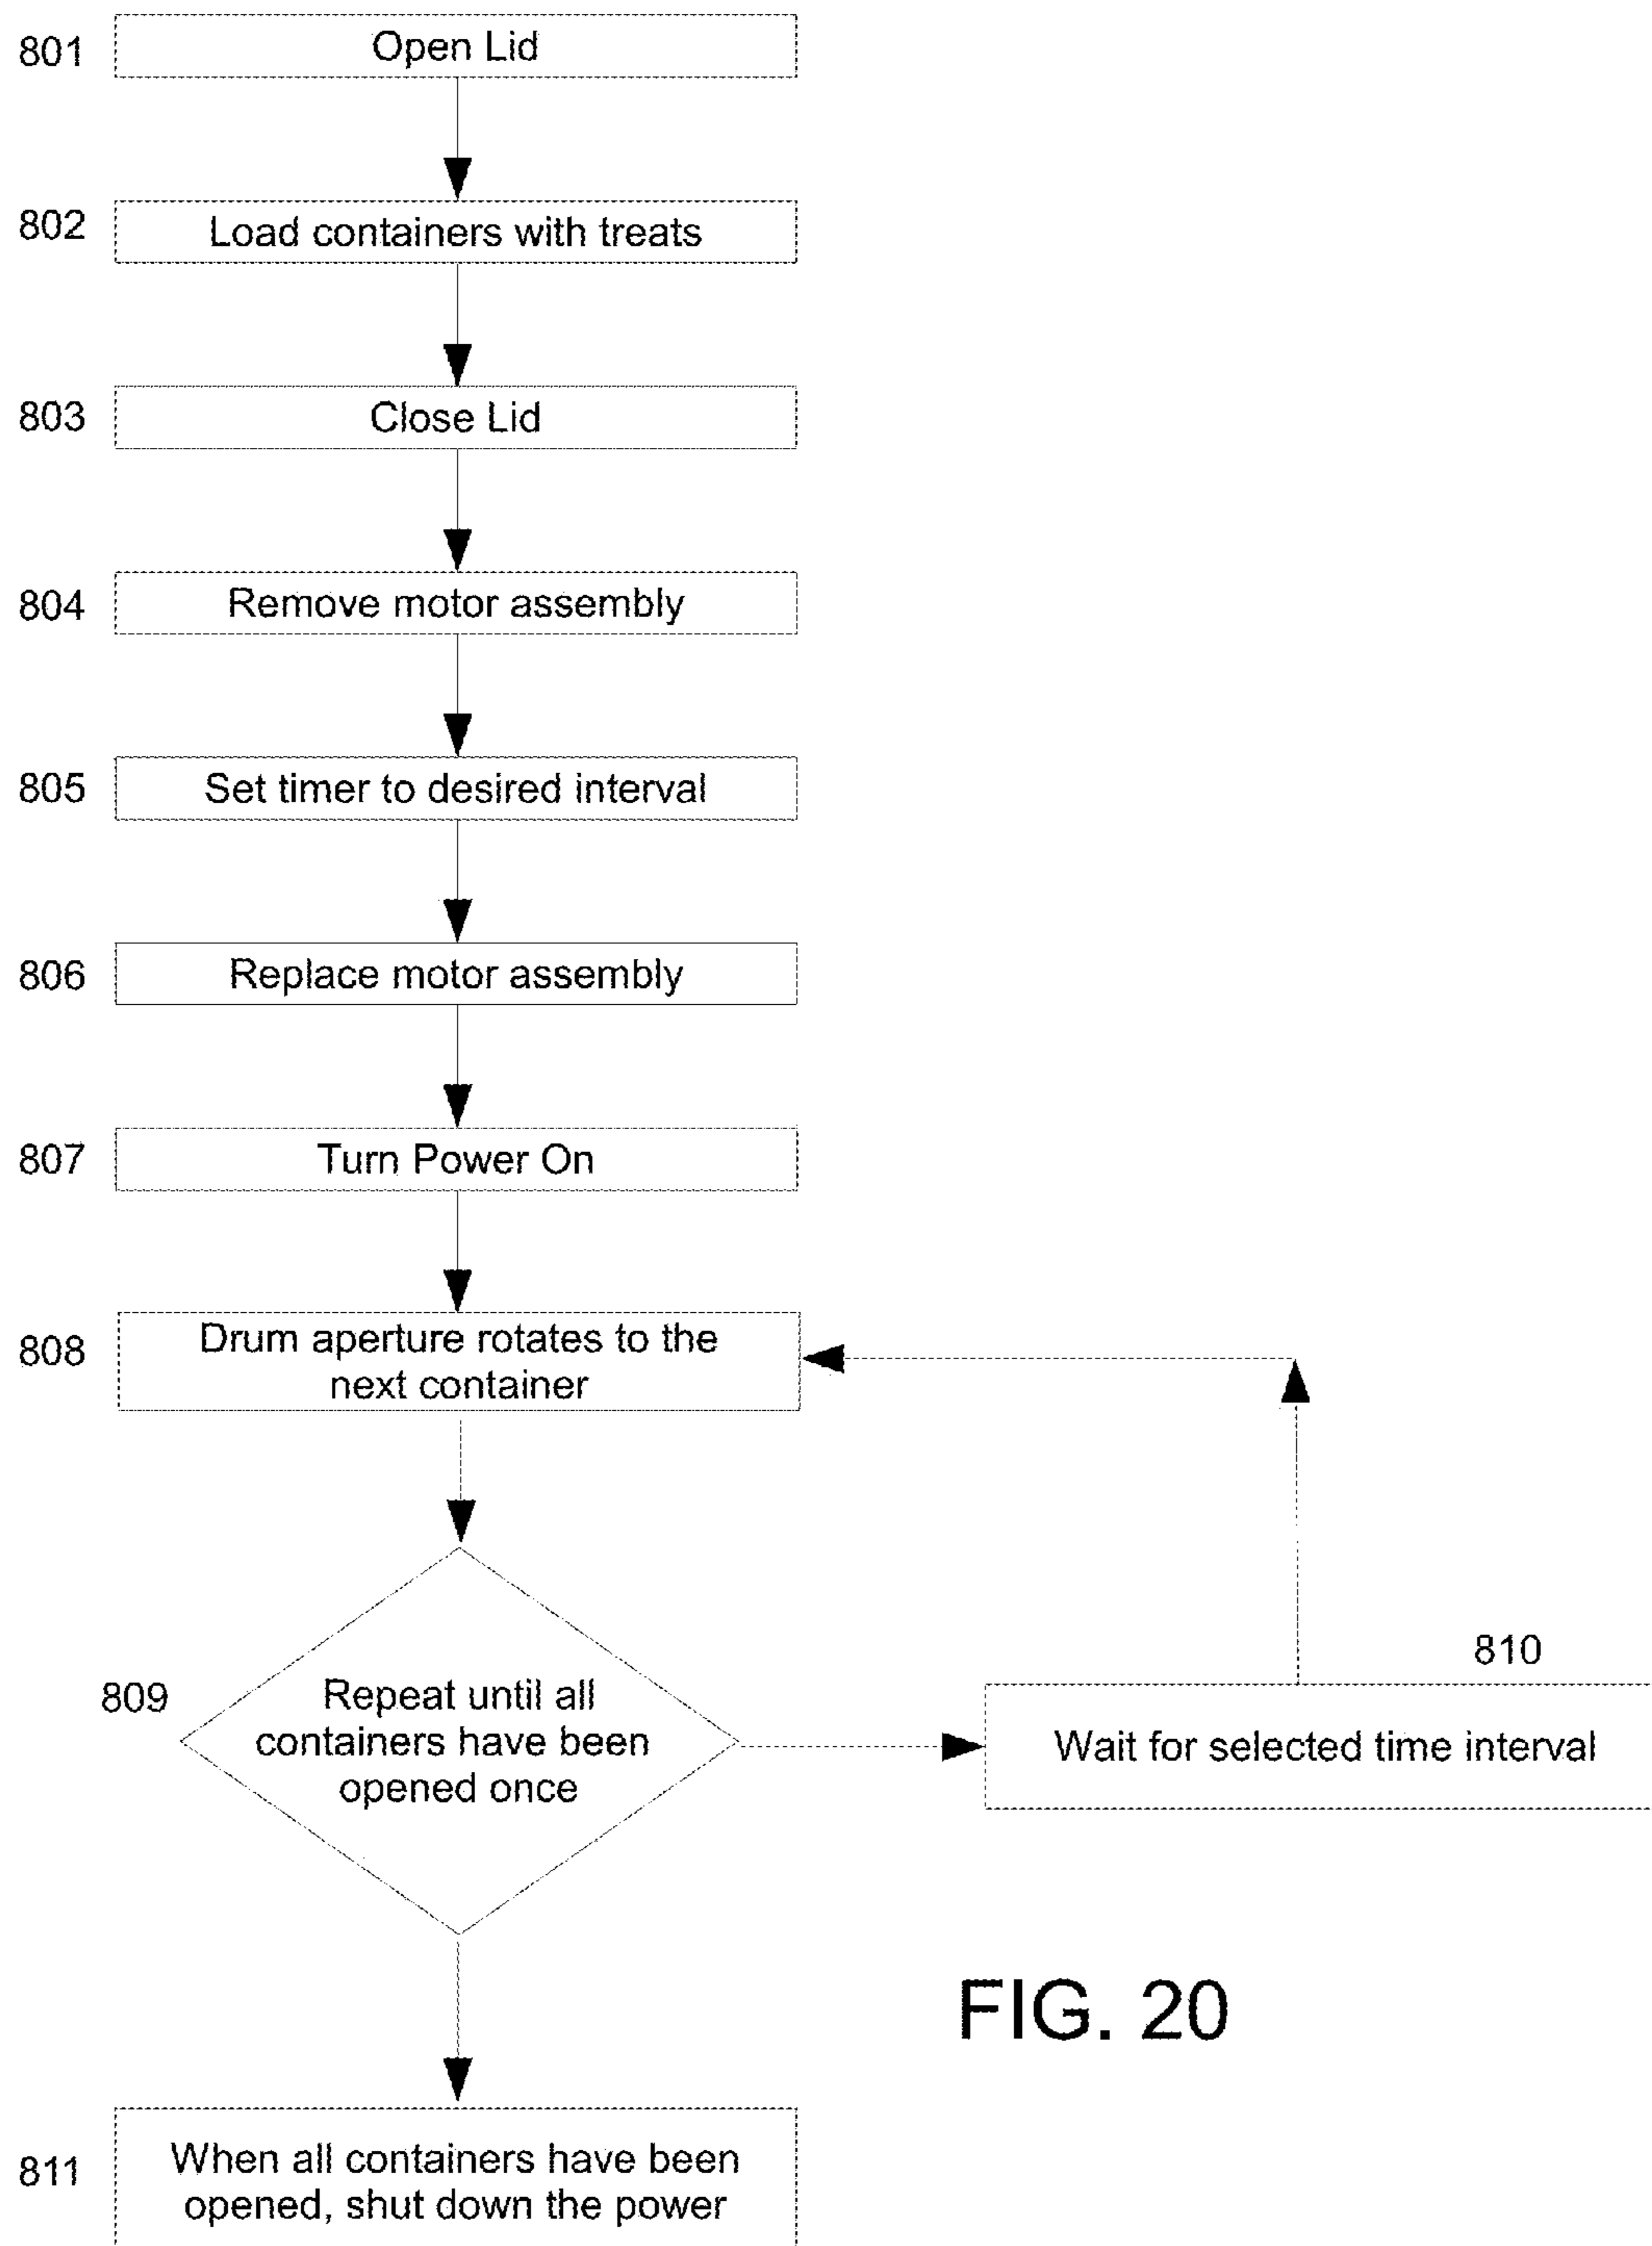 801
Open Lid
802
Load containers with treats
803
Close Lid
804
Remove motor assembly
805
Set timer to desired interval
806
Replace motor assembly
807
Turn Power On
808
Drum aperture rotates to the
next container
809
Repeat until all
containers have been
opened once
810
Wait for selected time interval
811
When all containers have been
opened, shut down the power
FIG. 20